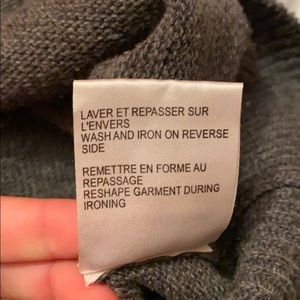 LAVER ET REPASSER SUR
L'ENVERS
WASH AND IRON ON REVERSE
SIDE
REMETTRE EN FORME AU
REPASSAGE
RESHAPE GARMENT DURING
IRONING